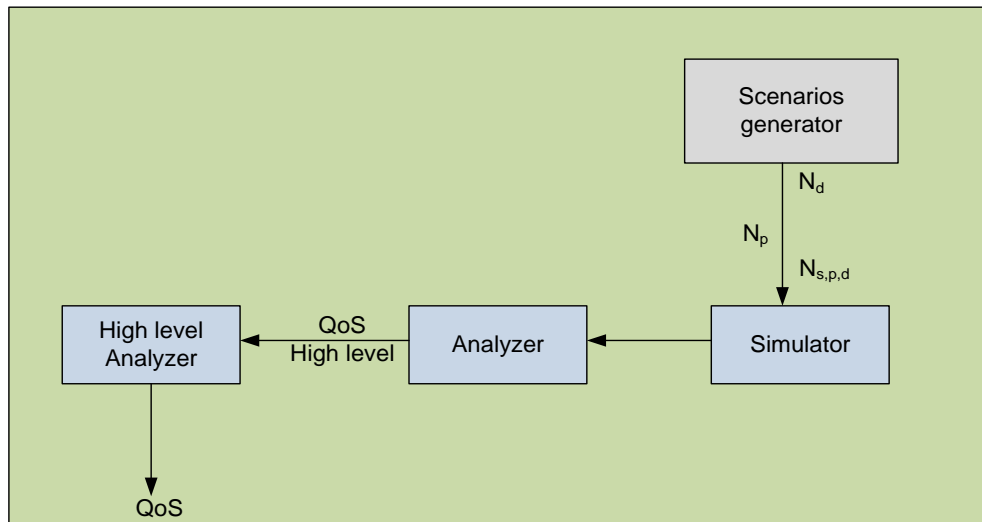 Scenarios
generator
N_d
N_p
N_s,p,d
High level
Analyzer
QoS
High level
Analyzer
Simulator
QoS